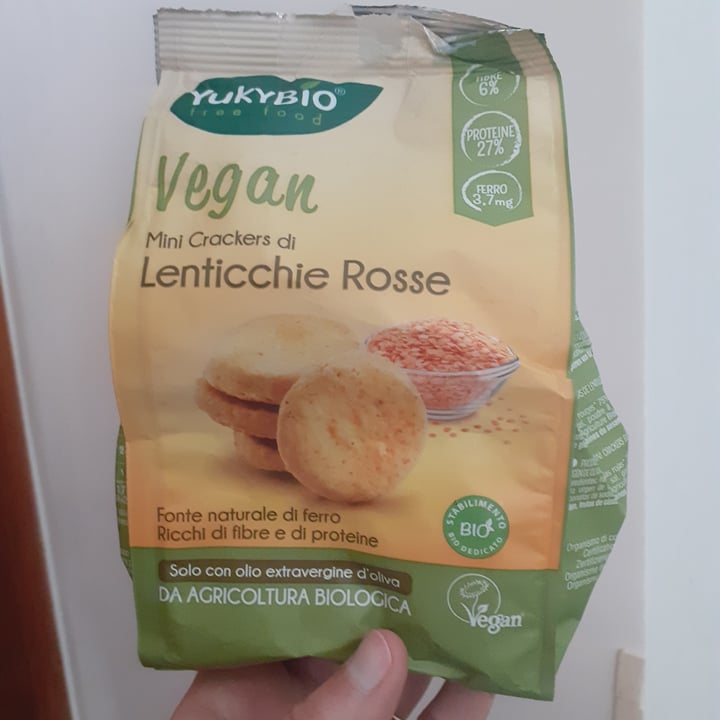 YUKYBIO®
free food
FIBRE
6%
PROTEINE
27%
FERRO
3.7mg
Vegan
Mini Crackers di
Lenticchie Rosse
Fonte naturale di ferro
Ricchi di fibre e di proteine
STABILIMENTO
BIO
BIO DEDICATO
Solo con olio extravergine d'oliva
DA AGRICOLTURA BIOLOGICA
Vegan